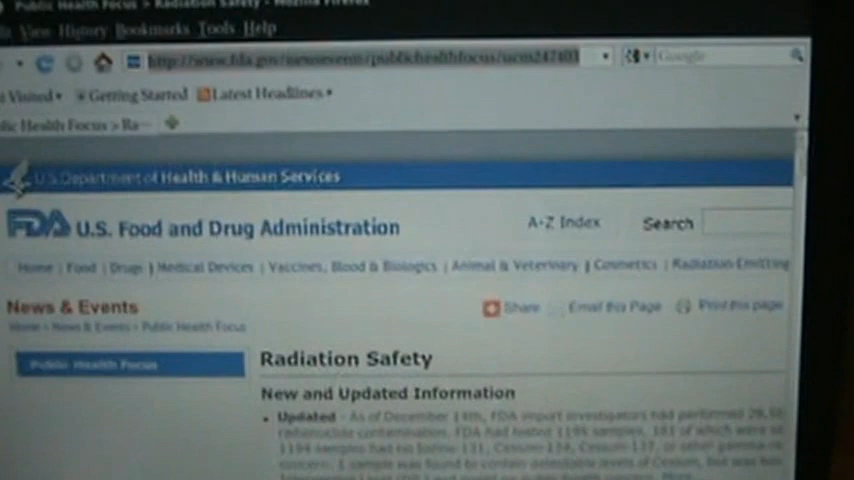 Public Health Focus > Radiation Safety - Mozilla Firefox
View History Bookmarks Tools Help
http://www.fda.gov/newsevents/publichealthfocus/ucm247403
Google
Visited Getting Started Latest Headlines
Health Focus > Ra
U.S. Department of Health & Human Services
FDA U.S. Food and Drug Administration
A-Z Index Search
Home | Food | Drugs | Medical Devices | Vaccines, Blood & Biologics | Animal & Veterinary | Cosmetics | Radiation-Emitting
News & Events
Share Email this Page Print this page
Home > News & Events > Public Health Focus
Public Health Focus
Radiation Safety
New and Updated Information
Updated - As of December 14th, FDA import investigators had performed
radionuclide contamination. FDA had tested 1195 samples, 181 of which were
1194 samples had no Iodine-131, Cesium-134, Cesium-137, or other
concern. 1 sample was found to contain detectable levels of Cesium, but was